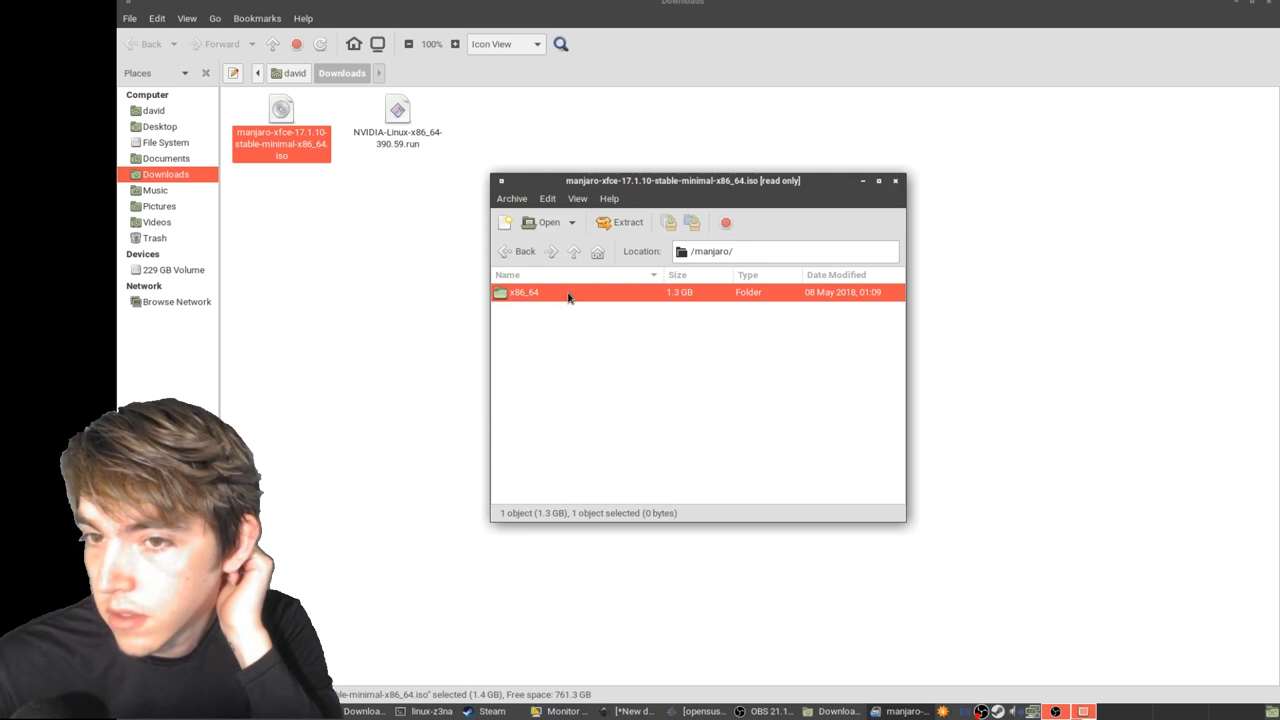 Downloads
File Edit View Go Bookmarks Help
Back Forward 100% Icon View
Places david Downloads
Computer
david
Desktop
File System
Documents
Downloads
Music
Pictures
Videos
Trash
Devices
229 GB Volume
Network
Browse Network
manjaro-xfce-17.1.10-
stable-minimal-x86_64.
iso
NVIDIA-Linux-x86_64-
390.59.run
manjaro-xfce-17.1.10-stable-minimal-x86_64.iso [read only]
Archive Edit View Help
Open Extract
Back Location: /manjaro/
Name Size Type Date Modified
x86_64 1.3 GB Folder 08 May 2018, 01:09
1 object (1.3 GB), 1 object selected (0 bytes)
le-minimal-x86_64.iso" selected (1.4 GB), Free space: 761.3 GB
Downloa... linux-z3na Steam Monitor ... [*New d... [opensus... OBS 21.1... Downloa... manjaro-...